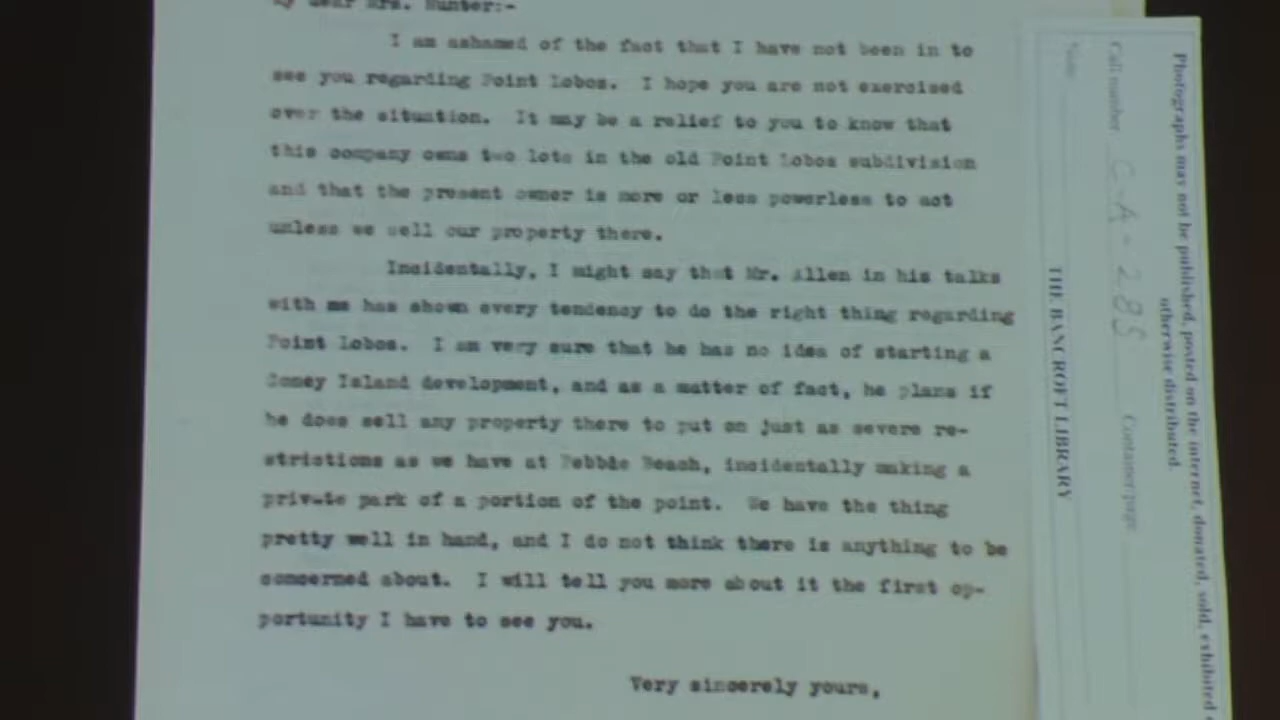 My dear Mrs. Hunter:-
I am ashamed of the fact that I have not been in to
see you regarding Point Lobos. I hope you are not exercised
over the situation. It may be a relief to you to know that
this company owns two lots in the old Point Lobos subdivision
and that the present owner is more or less powerless to act
unless we sell our property there.
Incidentally, I might say that Mr. Allen in his talks
with me has shown every tendency to do the right thing regarding
Point Lobos. I am very sure that he has no idea of starting a
Coney Island development, and as a matter of fact, he plans if
he does sell any property there to put on just as severe re-
strictions as we have at Pebble Beach, incidentally making a
private park of a portion of the point. We have the thing
pretty well in hand, and I do not think there is anything to be
concerned about. I will tell you more about it the first op-
portunity I have to see you.
Very sincerely yours,
Photographs may not be published, posted on the internet, donated, sold, exhibited
otherwise distributed.
Call number C-A-285 Container/page
THE BANCROFT LIBRARY